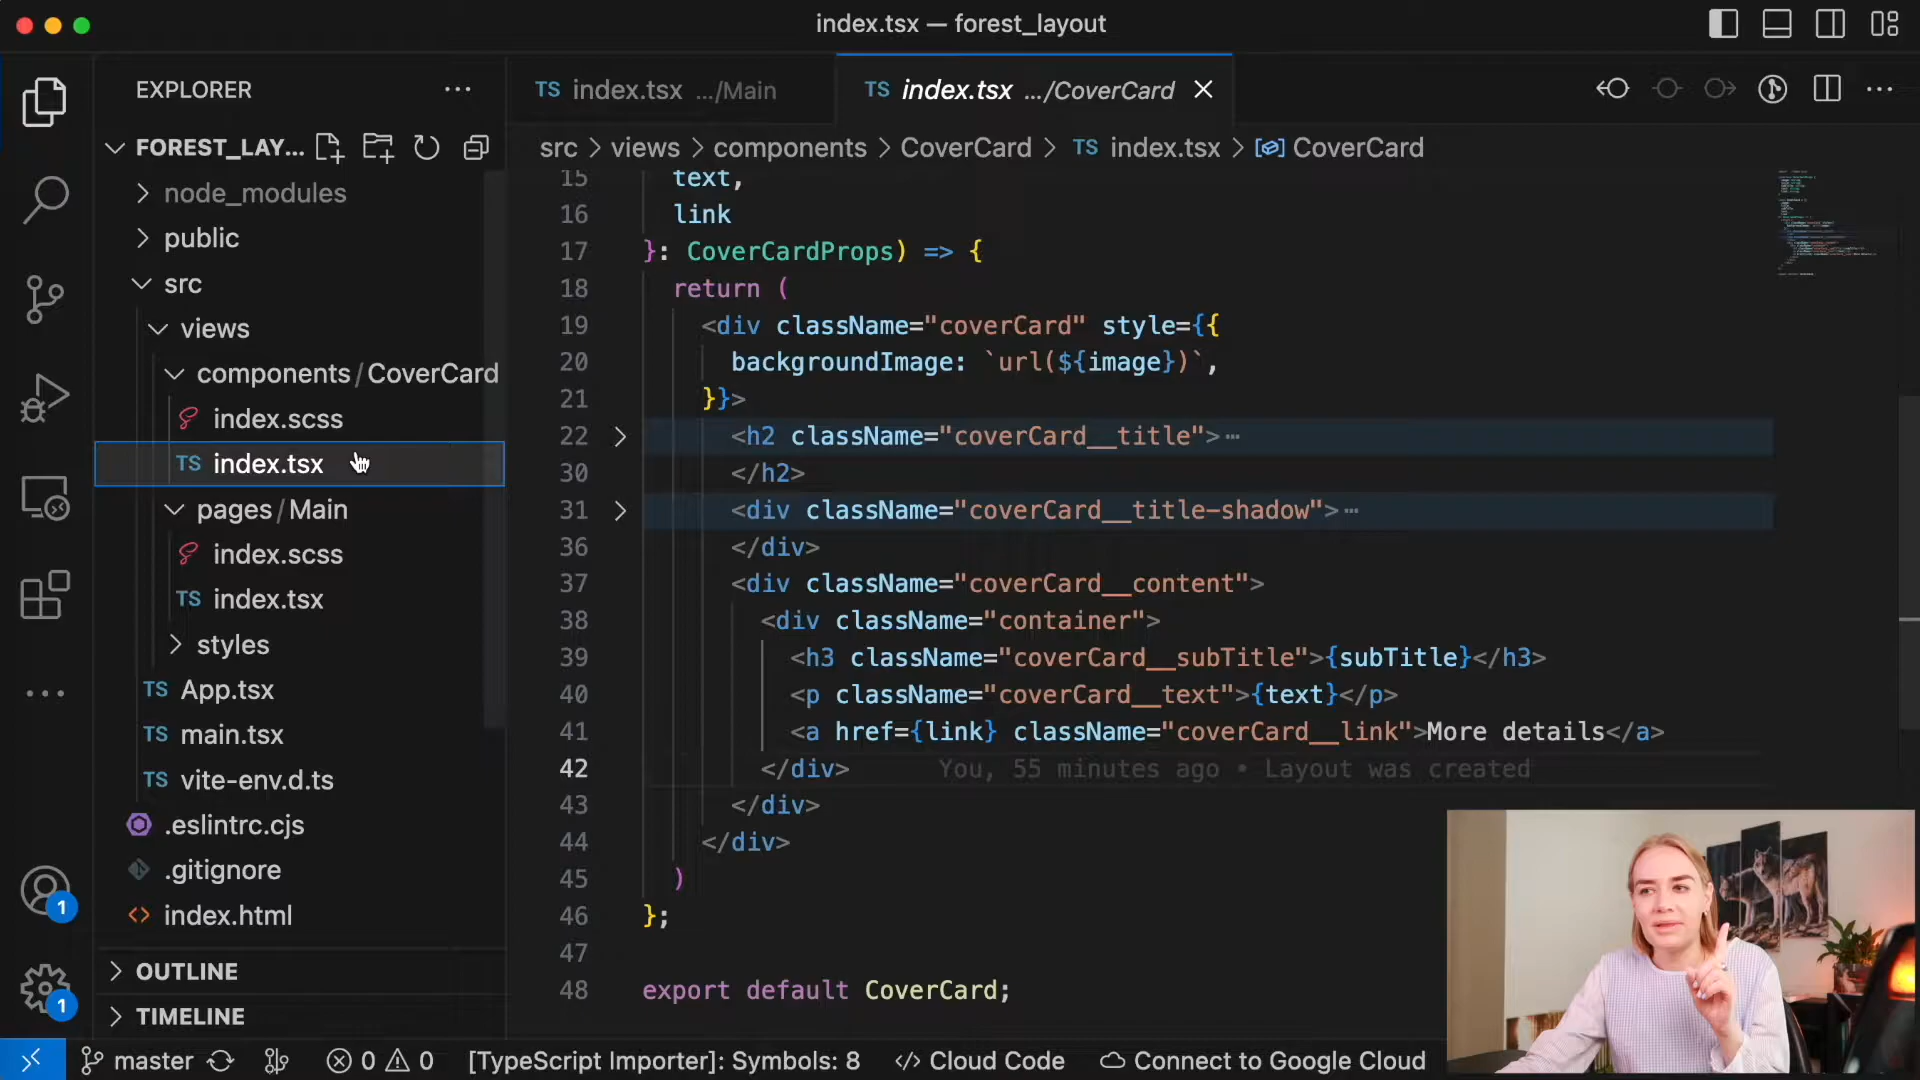 index.tsx — forest_layout
EXPLORER
FOREST_LAY...
node_modules
public
src
views
components / CoverCard
index.scss
TS index.tsx
pages / Main
index.scss
TS index.tsx
styles
TS App.tsx
TS main.tsx
TS vite-env.d.ts
.eslintrc.cjs
.gitignore
index.html
OUTLINE
TIMELINE
1
1
TS index.tsx .../Main
TS index.tsx .../CoverCard
src > views > components > CoverCard > TS index.tsx > CoverCard
15 text,
16 link
17 }: CoverCardProps) => {
18 return (
19 <div className="coverCard" style={{
20 backgroundImage: `url(${image})`,
21 }}>
22 <h2 className="coverCard__title">⋯
30 </h2>
31 <div className="coverCard__title-shadow">⋯
36 </div>
37 <div className="coverCard__content">
38 <div className="container">
39 <h3 className="coverCard__subTitle">{subTitle}</h3>
40 <p className="coverCard__text">{text}</p>
41 <a href={link} className="coverCard__link">More details</a>
42 </div> You, 55 minutes ago • Layout was created
43 </div>
44 </div>
45 )
46 };
47
48 export default CoverCard;
master 0 0 [TypeScript Importer]: Symbols: 8 Cloud Code Connect to Google Cloud